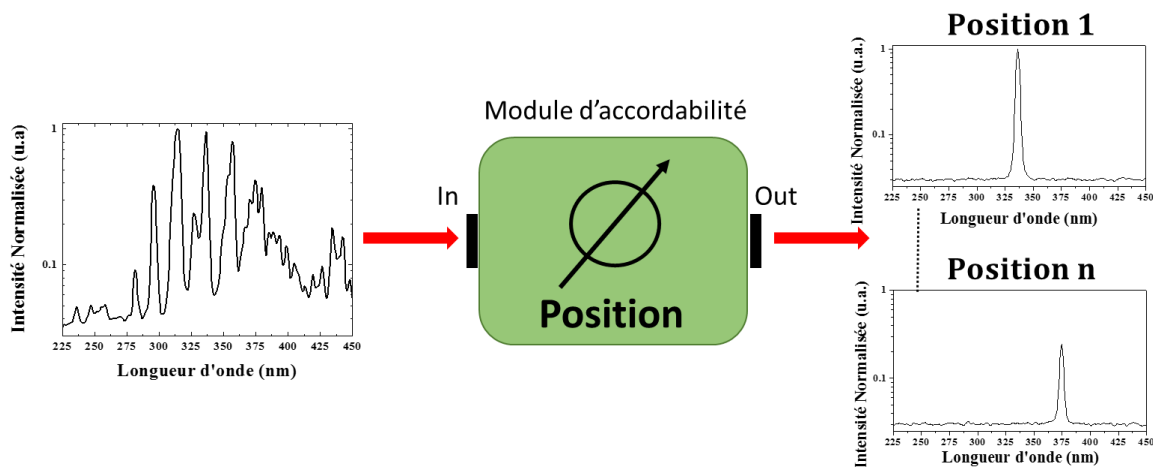 Intensité Normalisée (u.a)
1
0.1
225 250 275 300 325 350 375 400 425 450
Longueur d'onde (nm)
Module d'accordabilité
In
Out
Position
Position 1
Intensité Normalisée (u.a.)
1
0.1
225 250 275 300 325 350 375 400 425 450
Longueur d'onde (nm)
Position n
Intensité Normalisée (u.a.)
1
0.1
225 250 275 300 325 350 375 400 425 450
Longueur d'onde (nm)